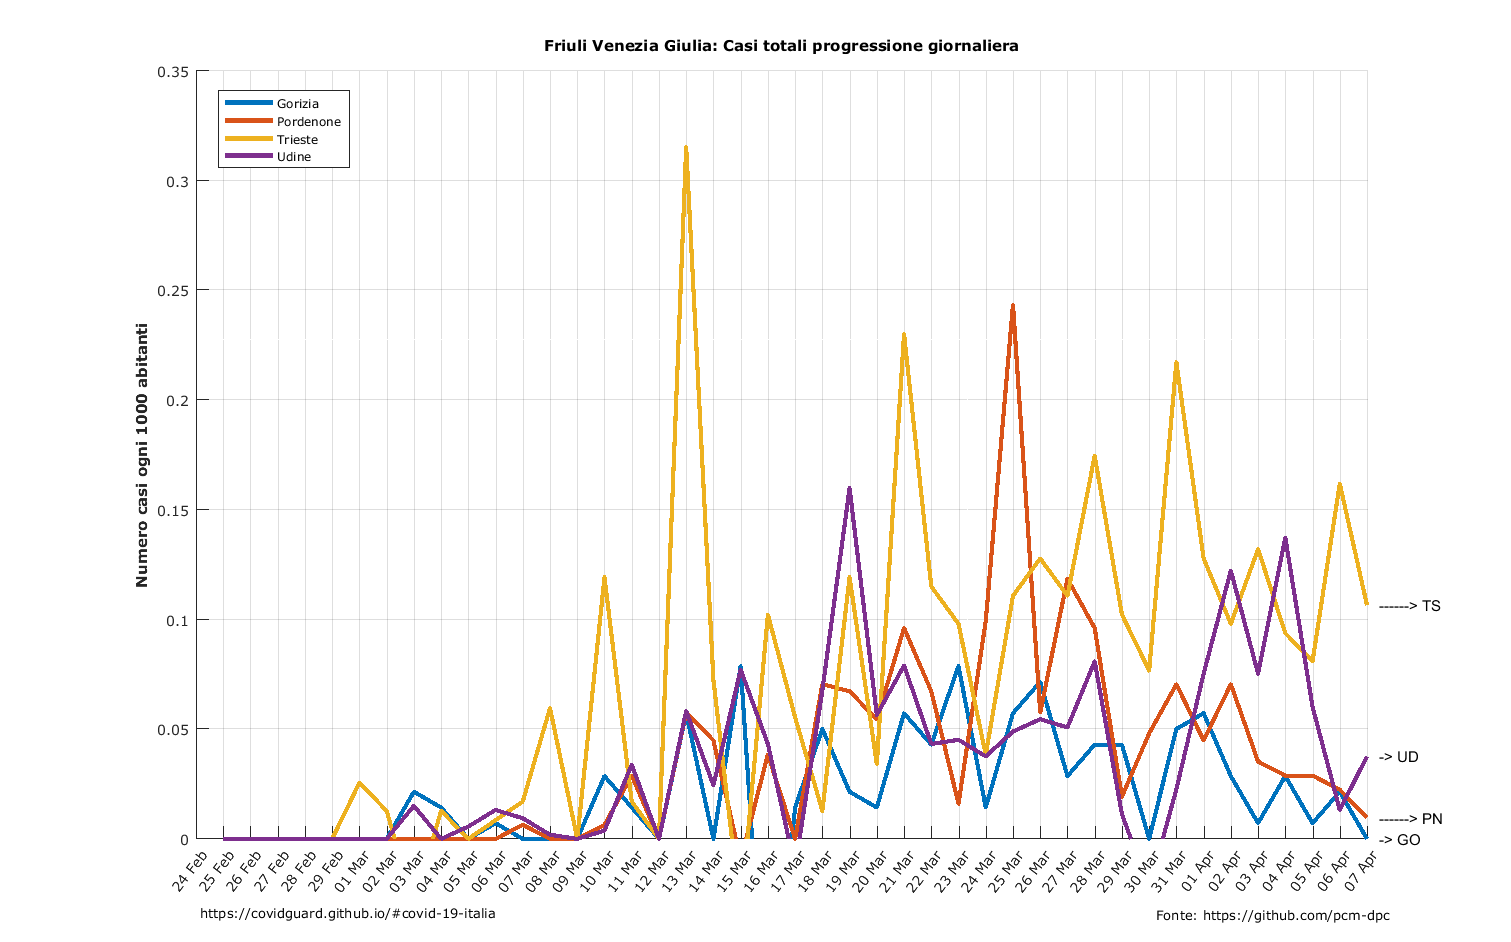 Friuli Venezia Giulia: Casi totali progressione giornaliera
0.35
0.3
0.25
0.2
0.15
0.1
0.05
0
Numero casi ogni 1000 abitanti
Gorizia
Pordenone
Trieste
Udine
------> TS
-> UD
------> PN
-> GO
24 Feb
25 Feb
26 Feb
27 Feb
28 Feb
29 Feb
01 Mar
02 Mar
03 Mar
04 Mar
05 Mar
06 Mar
07 Mar
08 Mar
09 Mar
10 Mar
11 Mar
12 Mar
13 Mar
14 Mar
15 Mar
16 Mar
17 Mar
18 Mar
19 Mar
20 Mar
21 Mar
22 Mar
23 Mar
24 Mar
25 Mar
26 Mar
27 Mar
28 Mar
29 Mar
30 Mar
31 Mar
01 Apr
02 Apr
03 Apr
04 Apr
05 Apr
06 Apr
07 Apr
https://covidguard.github.io/#covid-19-italia
Fonte: https://github.com/pcm-dpc